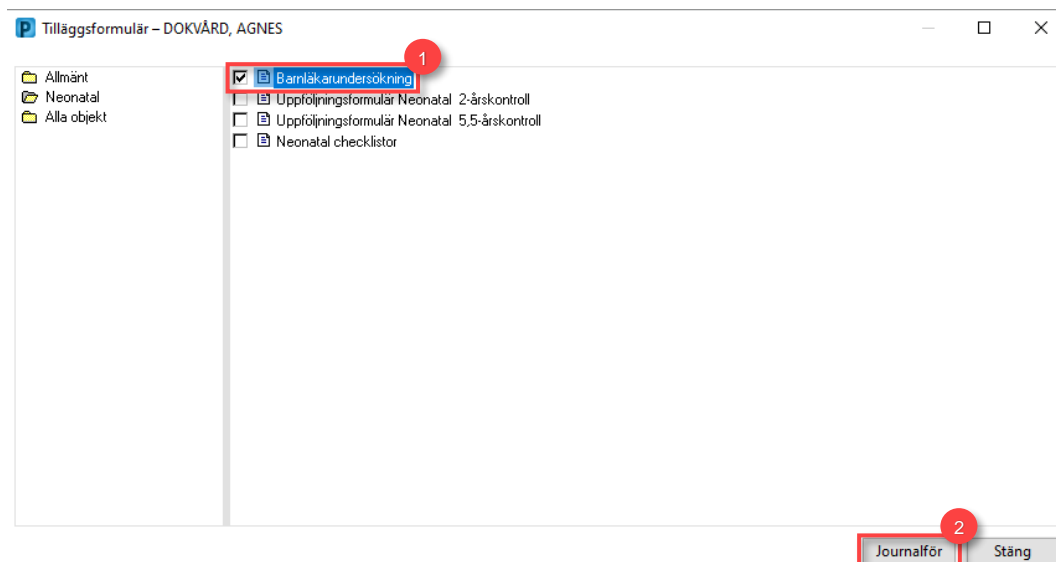 P Tilläggsformulär – DOKVÅRD, AGNES
1
Allmänt
Neonatal
Alla objekt
Barnläkarundersökning
Uppföljningsformulär Neonatal 2-årskontroll
Uppföljningsformulär Neonatal 5,5-årskontroll
Neonatal checklistor
2
Journalför
Stäng